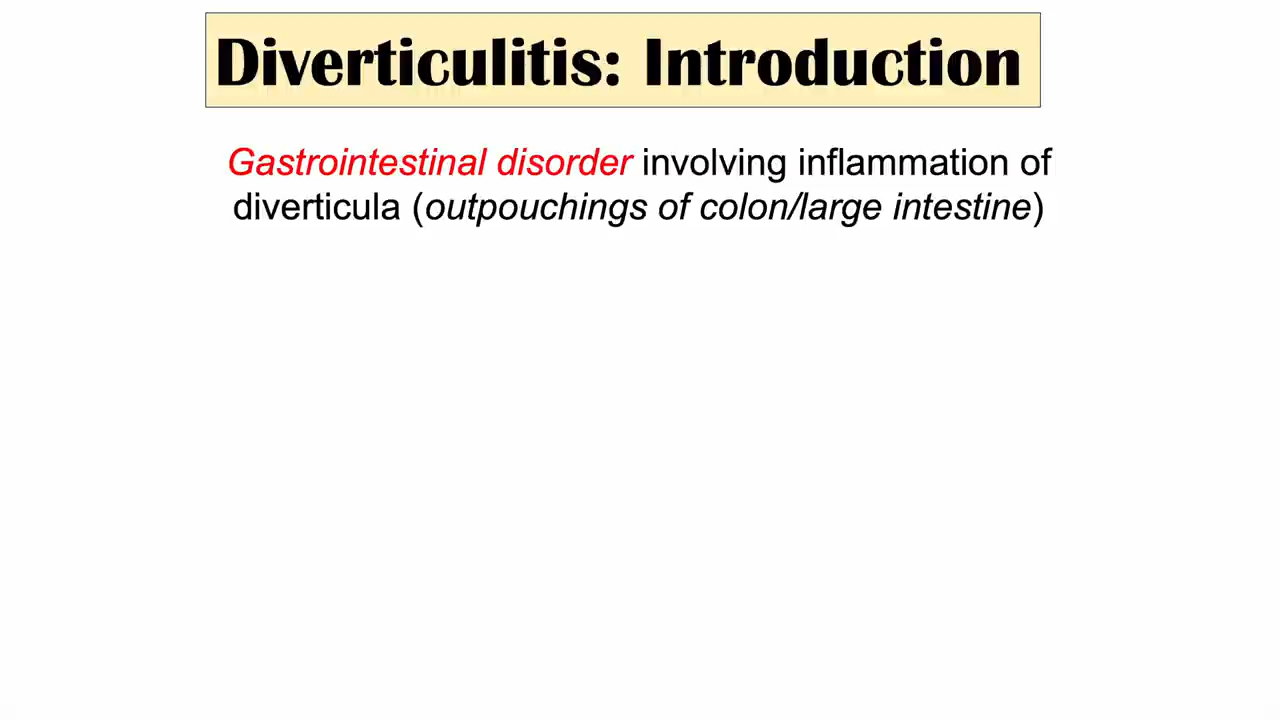 Diverticulitis: Introduction
Gastrointestinal disorder involving inflammation of
diverticula (outpouchings of colon/large intestine)